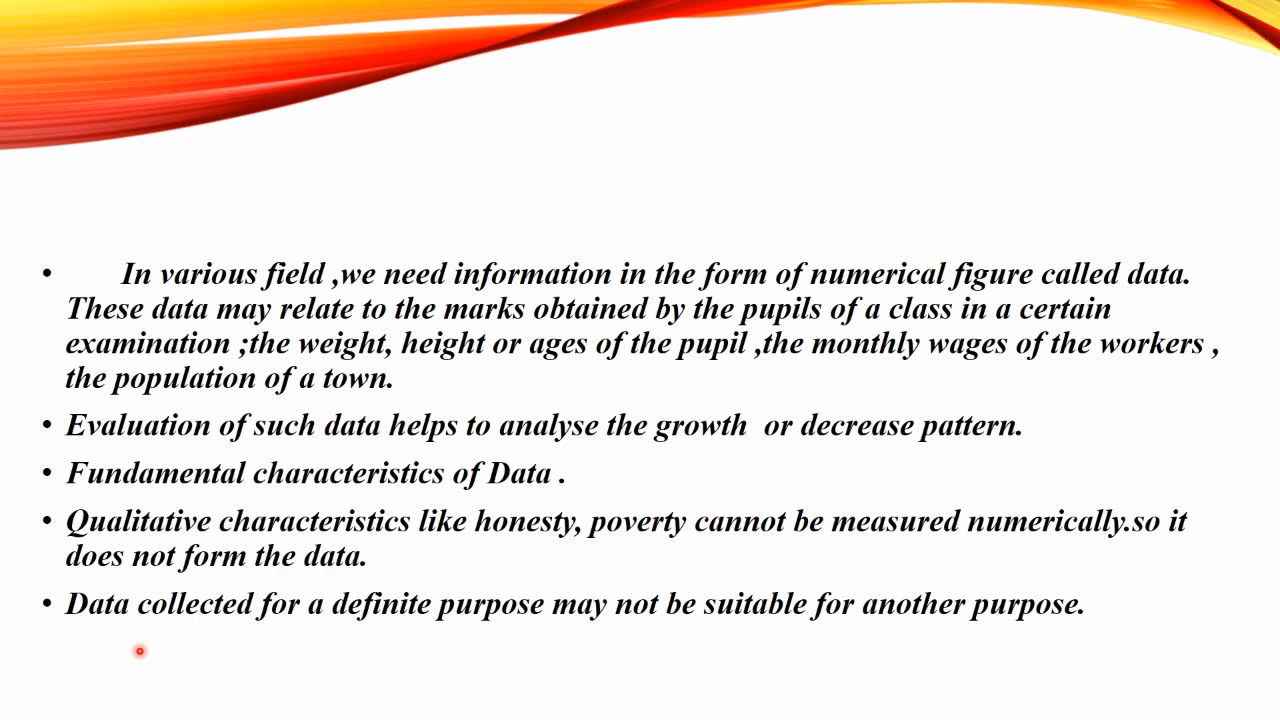 • In various field ,we need information in the form of numerical figure called data.
These data may relate to the marks obtained by the pupils of a class in a certain
examination ;the weight, height or ages of the pupil ,the monthly wages of the workers ,
the population of a town.
• Evaluation of such data helps to analyse the growth  or decrease pattern.
• Fundamental characteristics of Data .
• Qualitative characteristics like honesty, poverty cannot be measured numerically.so it
does not form the data.
• Data collected for a definite purpose may not be suitable for another purpose.